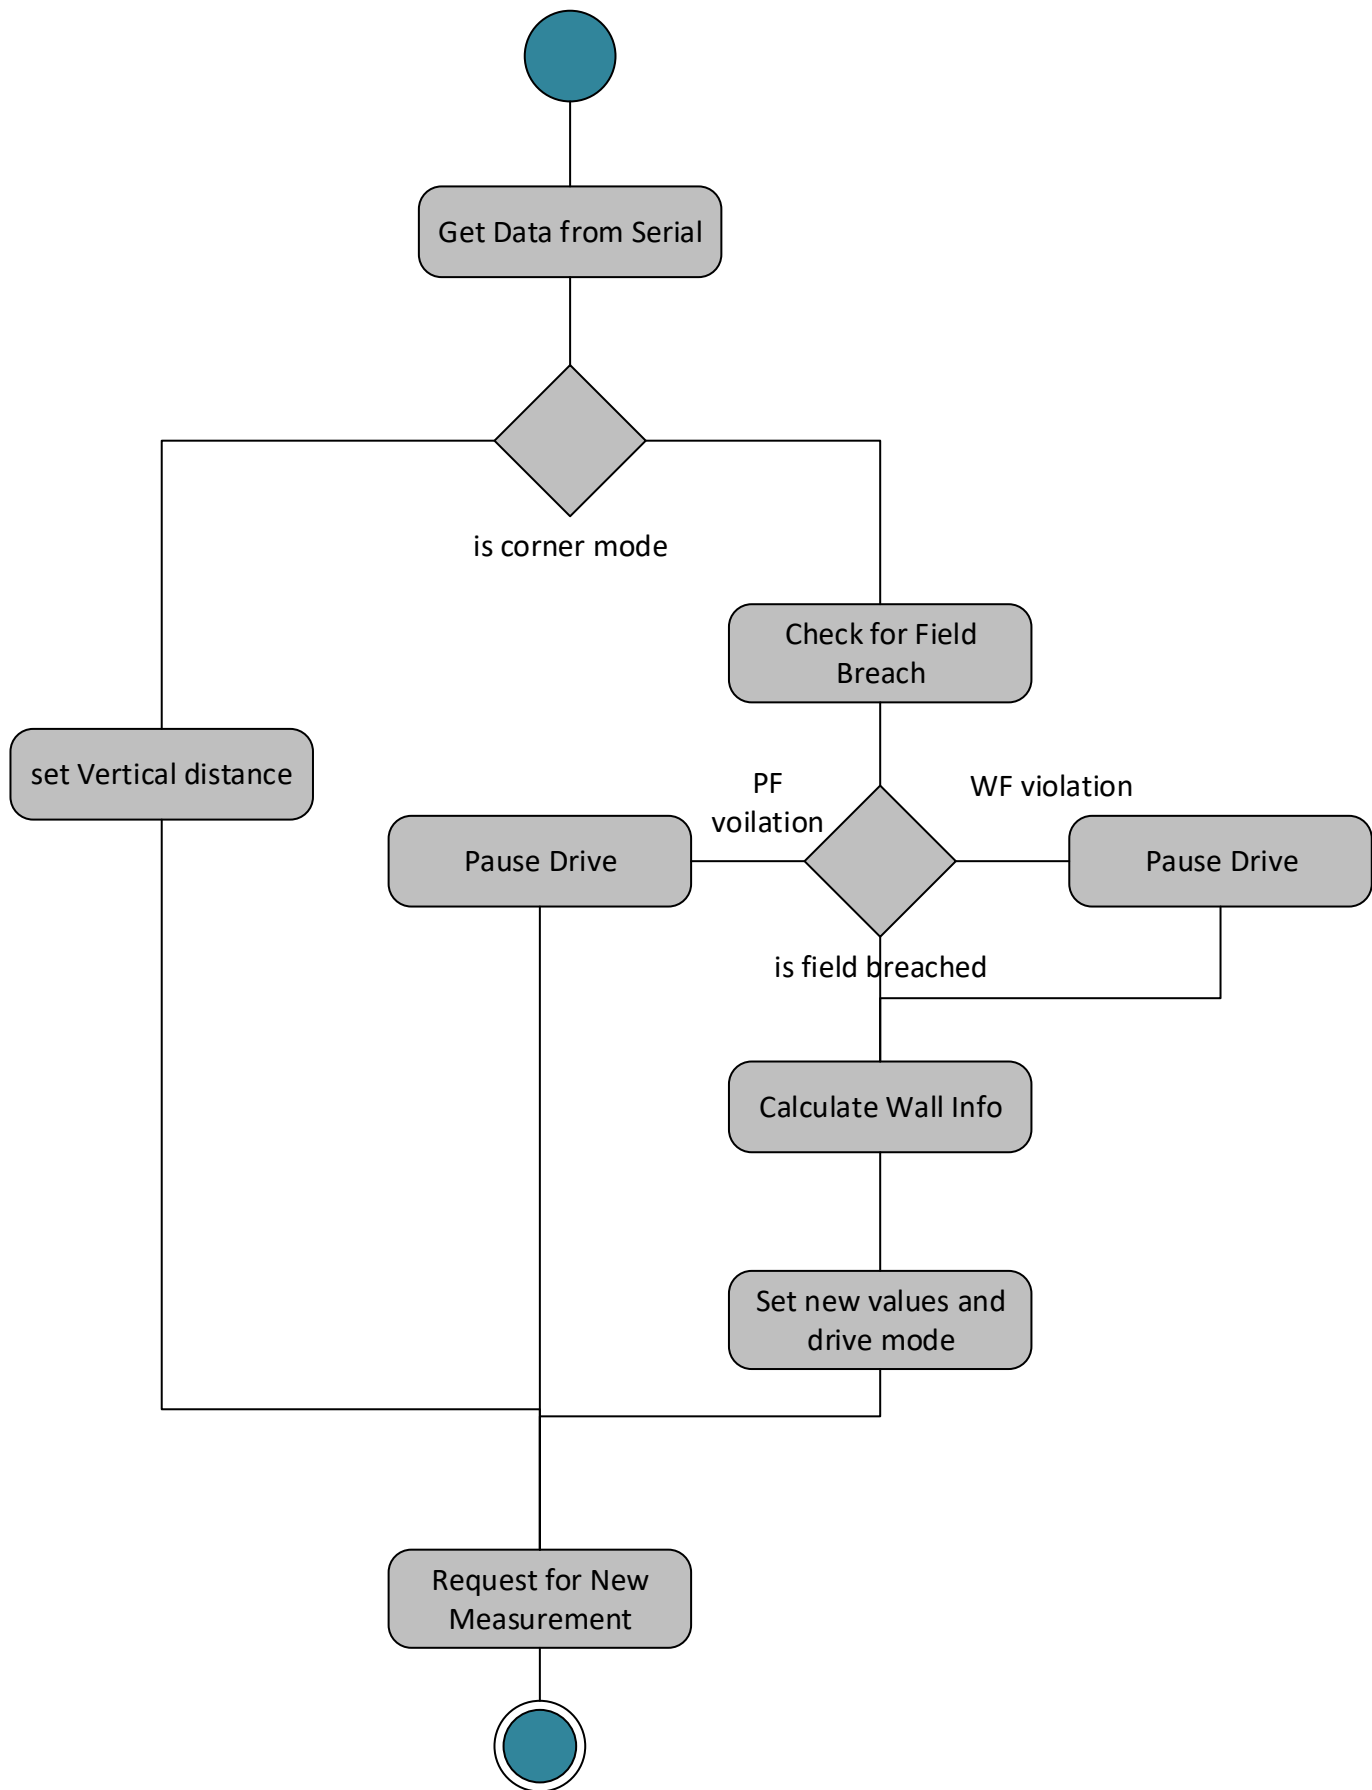 Get Data from Serial
is corner mode
Check for Field
Breach
set Vertical distance
PF
voilation
WF violation
Pause Drive
Pause Drive
is field breached
Calculate Wall Info
Set new values and
drive mode
Request for New
Measurement